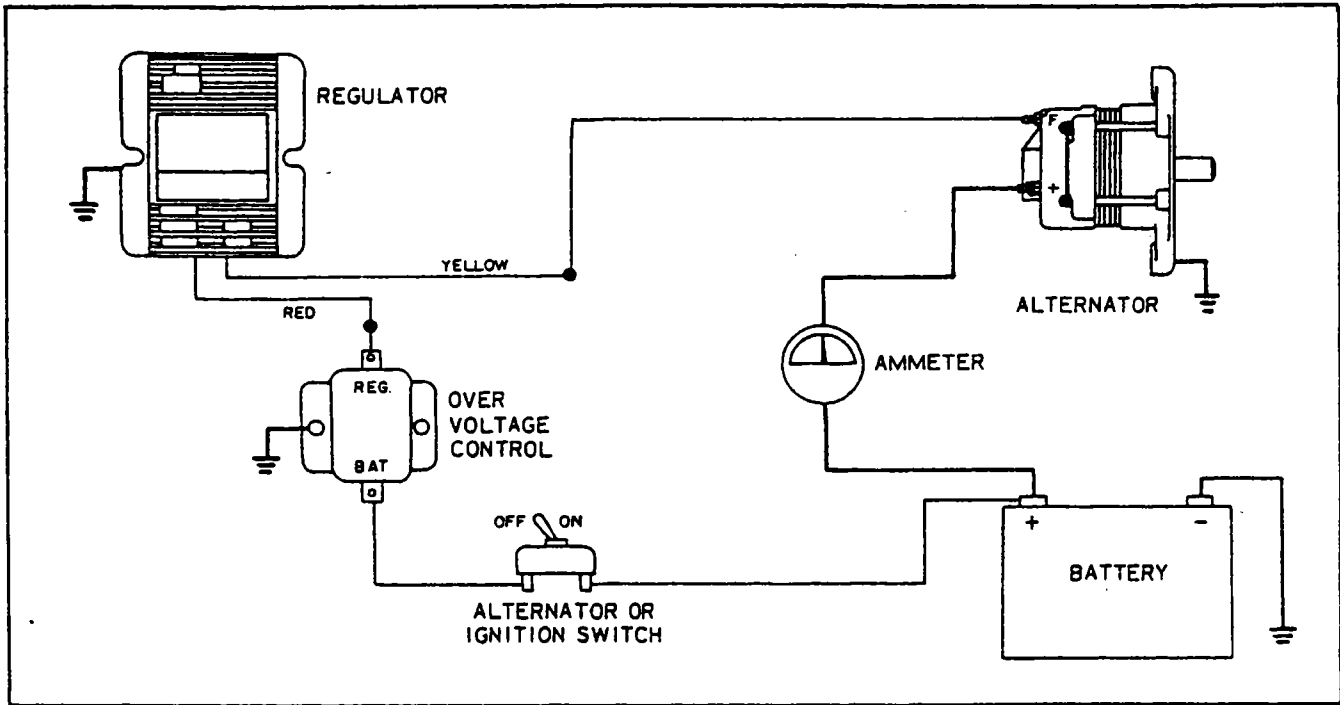 REGULATOR
F
+
YELLOW
RED
ALTERNATOR
AMMETER
REG.
BAT
OVER
VOLTAGE
CONTROL
OFF ON
ALTERNATOR OR
IGNITION SWITCH
+ -
BATTERY